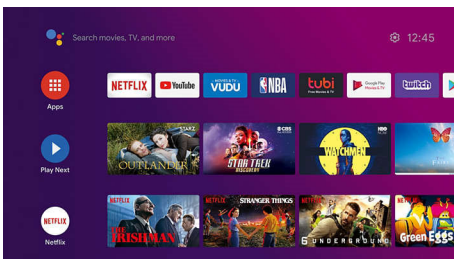 Search movies, TV, and more
12:45
Apps
NETFLIX
YouTube
MOVIES & TV
VUDU
NBA
tubi
Google Play
Movies & TV
twitch
Play Next
STARZ
OUTLANDER
CBS
STAR TREK
DISCOVERY
HBO
WATCHMEN
NETFLIX
Netflix
NETFLIX
THE
IRISHMAN
NETFLIX
STRANGER THINGS
NETFLIX
6 UNDERGROUND
NETFLIX
Green Eggs